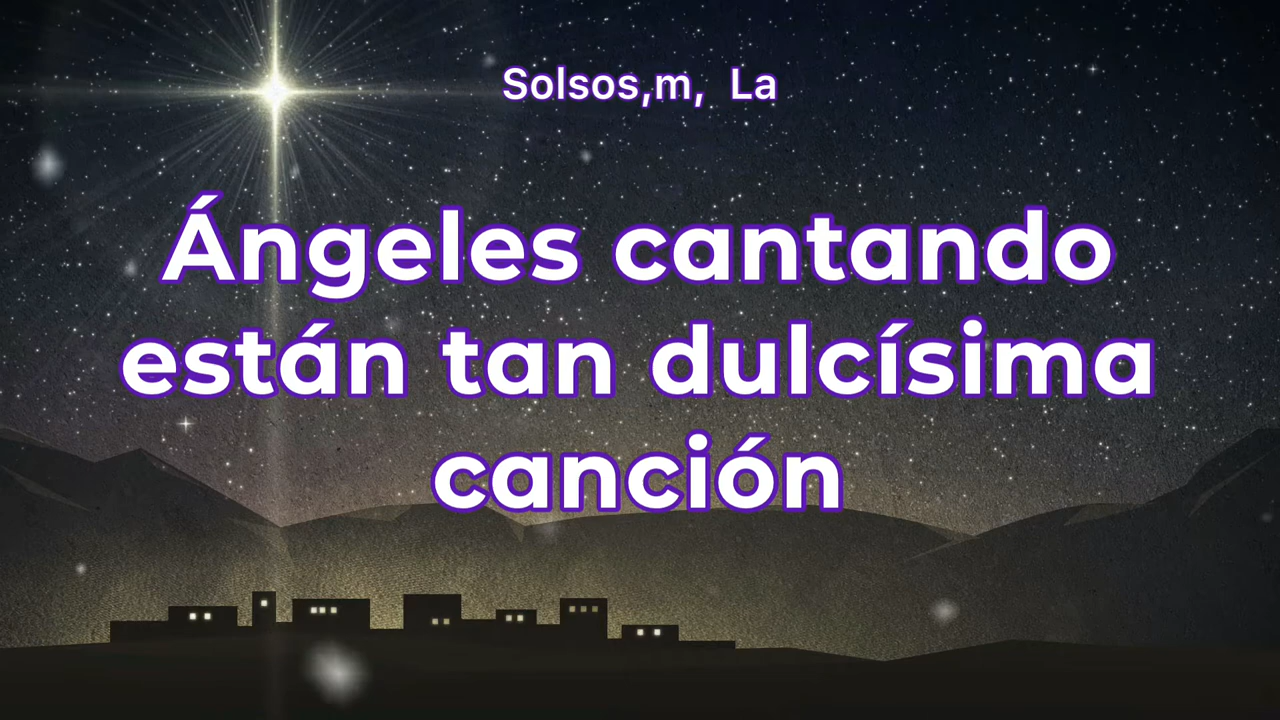 Solsos,m, La
Ángeles cantando
están tan dulcísima
canción